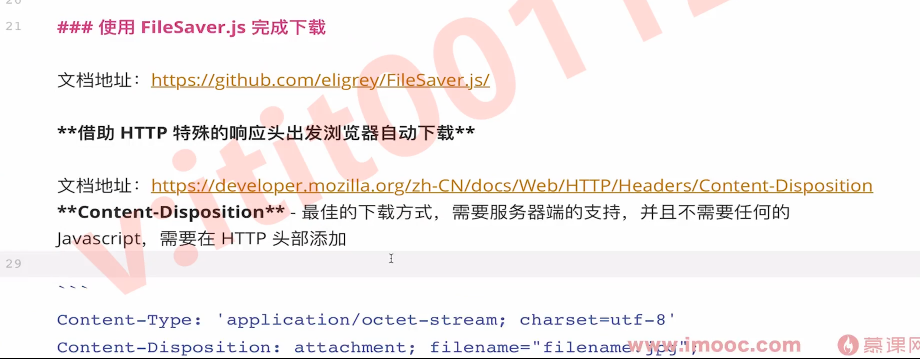 21
### 使用 FileSaver.js 完成下载
文档地址：https://github.com/eligrey/FileSaver.js/
**借助 HTTP 特殊的响应头出发浏览器自动下载**
文档地址：https://developer.mozilla.org/zh-CN/docs/Web/HTTP/Headers/Content-Disposition
**Content-Disposition** - 最佳的下载方式，需要服务器端的支持，并且不需要任何的
Javascript，需要在 HTTP 头部添加
29
```
Content-Type: 'application/octet-stream; charset=utf-8'
Content-Disposition: attachment; filename="filename.jpg";
www.imooc.com 慕课网
v:itit0011